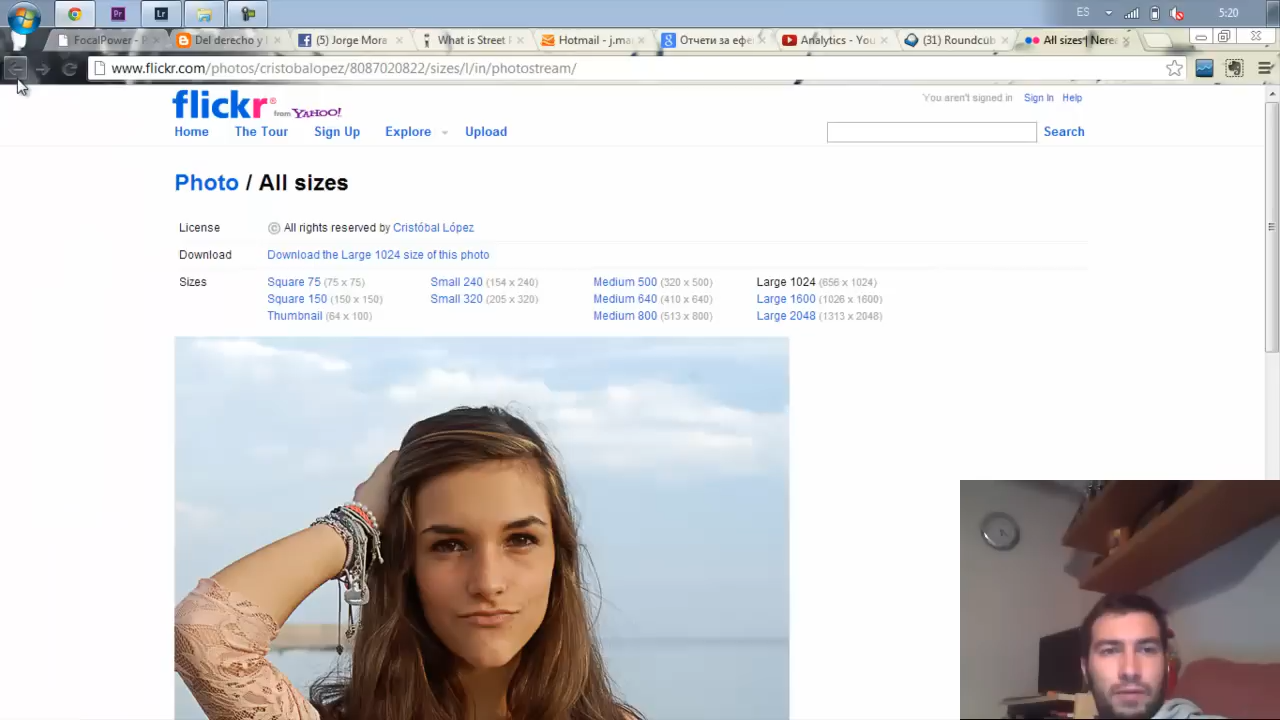 ES 5:20
FocalPower - P
Del derecho y
(5) Jorge Mora
What is Street
Hotmail - j.ma
Отчеты за ефе
Analytics - You
(31) Roundcub
All sizes | Nere
www.flickr.com/photos/cristobalopez/8087020822/sizes/l/in/photostream/
flickr from YAHOO!
You aren't signed in Sign In Help
Home The Tour Sign Up Explore Upload Search
Photo / All sizes
License © All rights reserved by Cristóbal López
Download Download the Large 1024 size of this photo
Sizes Square 75 (75 x 75) Small 240 (154 x 240) Medium 500 (320 x 500) Large 1024 (656 x 1024)
Square 150 (150 x 150) Small 320 (205 x 320) Medium 640 (410 x 640) Large 1600 (1026 x 1600)
Thumbnail (64 x 100) Medium 800 (513 x 800) Large 2048 (1313 x 2048)